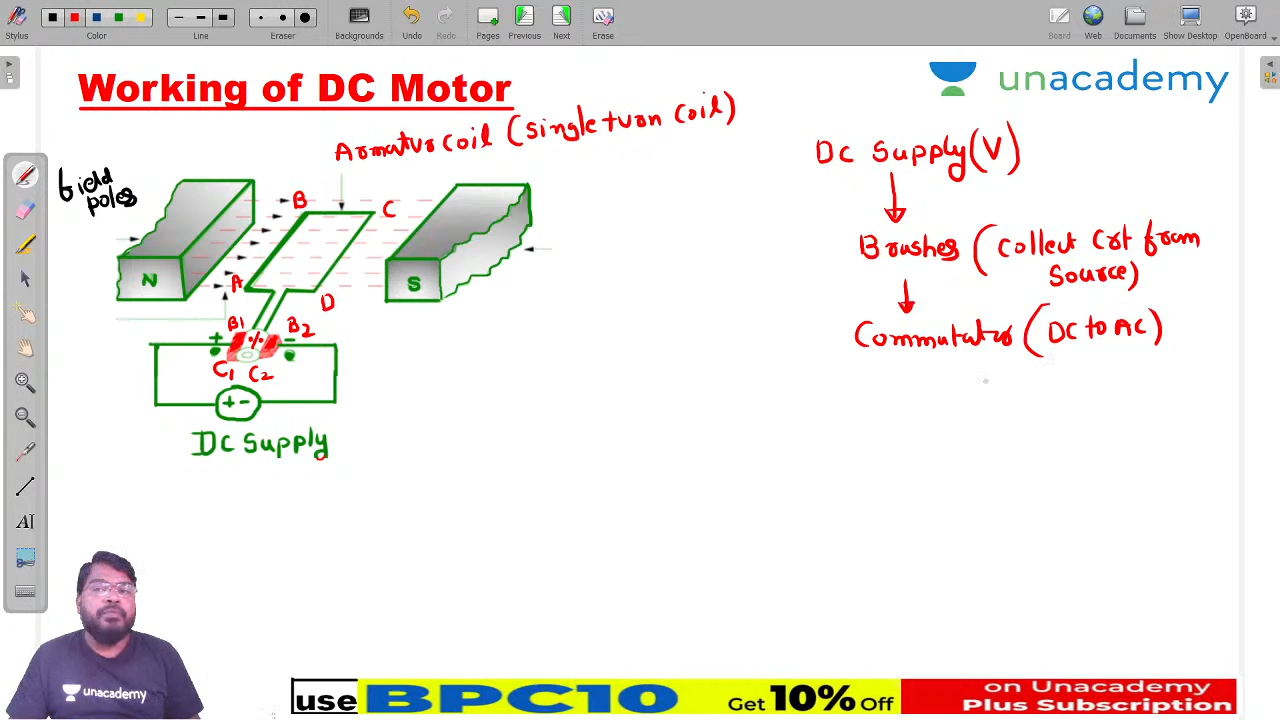 Stylus
Color
Line
Eraser
Backgrounds
Undo
Redo
Pages
Previous
Next
Erase
Board
Web
Documents
Show Desktop
OpenBoard
Working of DC Motor
unacademy
Armature coil (single turn coil)
field
poles
B
C
N
A
D
S
B1
B2
+
%
-
C1
C2
+ -
DC Supply
DC Supply (V)
Brushes (Collect Crt from
Source)
Commutator (DC to AC)
AI
unacademy
use BPC10 Get 10% Off
on Unacademy
Plus Subscription